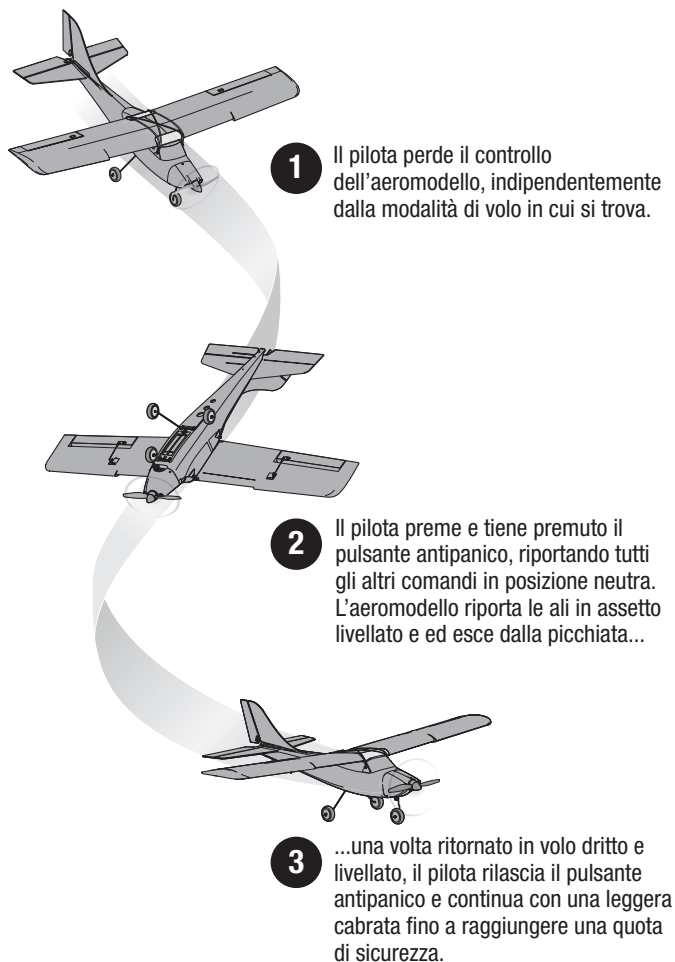 1
Il pilota perde il controllo
dell'aeromodello, indipendentemente
dalla modalità di volo in cui si trova.
2
Il pilota preme e tiene premuto il
pulsante antipanico, riportando tutti
gli altri comandi in posizione neutra.
L'aeromodello riporta le ali in assetto
livellato e ed esce dalla picchiata...
3
...una volta ritornato in volo dritto e
livellato, il pilota rilascia il pulsante
antipanico e continua con una leggera
cabrata fino a raggiungere una quota
di sicurezza.